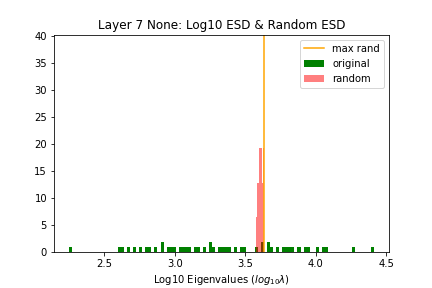 Layer 7 None: Log10 ESD & Random ESD
40
35
30
25
20
15
10
5
0
max rand
original
random
2.5 3.0 3.5 4.0 4.5
Log10 Eigenvalues (log₁₀λ)